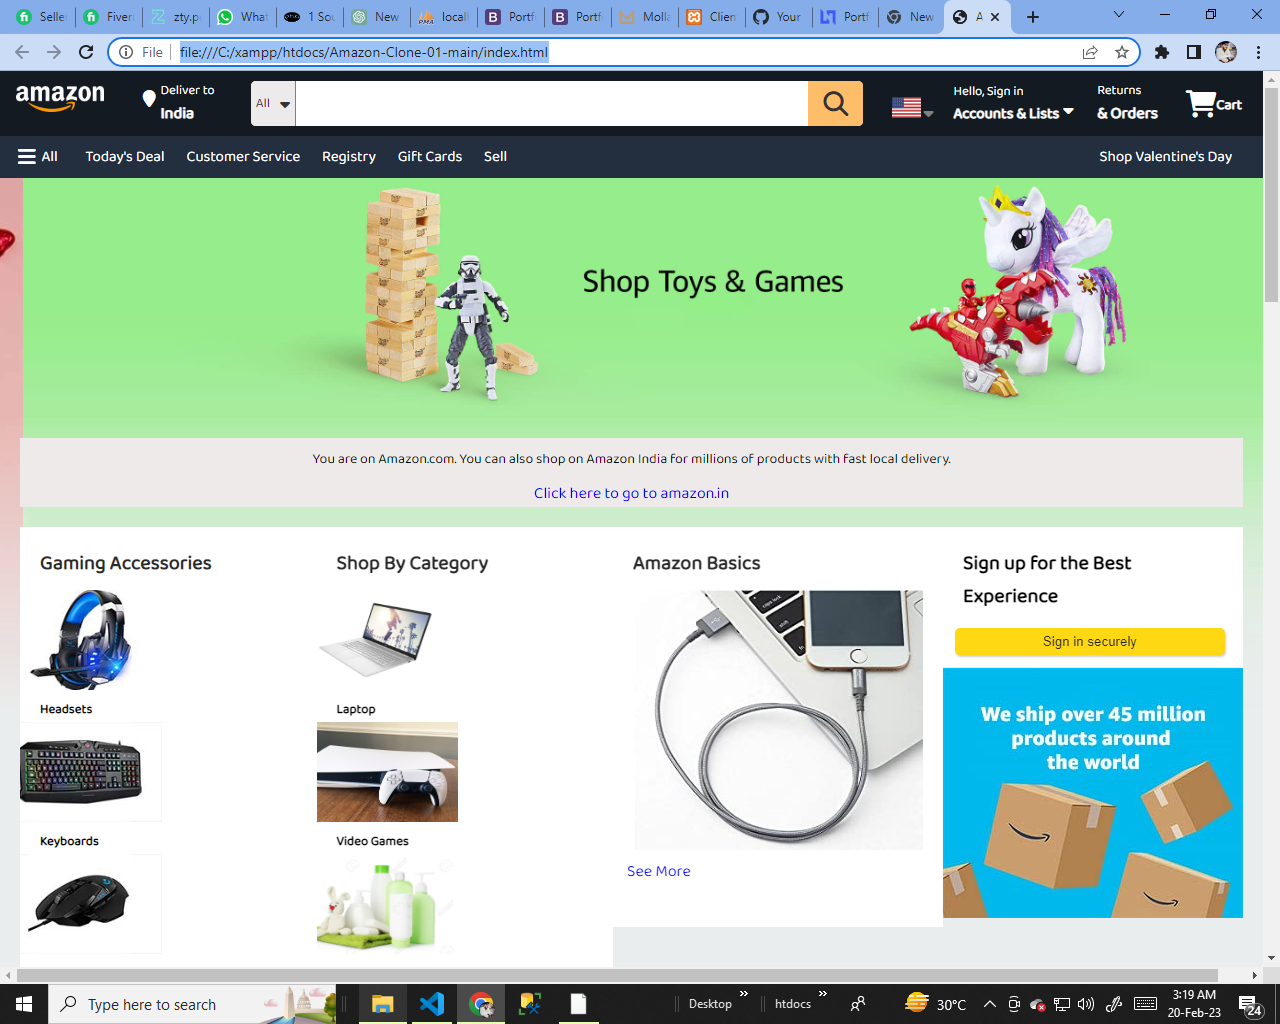 Seller
Fiverr
zty.p
What
1 Sou
New
locall
Portf
Portf
Molla
Clien
Your
Portf
New
A
File
file:///C:/xampp/htdocs/Amazon-Clone-01-main/index.html
amazon
Deliver to
India
All
Hello, Sign in
Accounts & Lists
Returns
& Orders
Cart
All
Today's Deal
Customer Service
Registry
Gift Cards
Sell
Shop Valentine's Day
Shop Toys & Games
You are on Amazon.com. You can also shop on Amazon India for millions of products with fast local delivery.
Click here to go to amazon.in
Gaming Accessories
Shop By Category
Amazon Basics
Sign up for the Best
Experience
Sign in securely
Headsets
Laptop
We ship over 45 million
products around
the world
Keyboards
Video Games
See More
Type here to search
Desktop
htdocs
30°C
3:19 AM
20-Feb-23
24